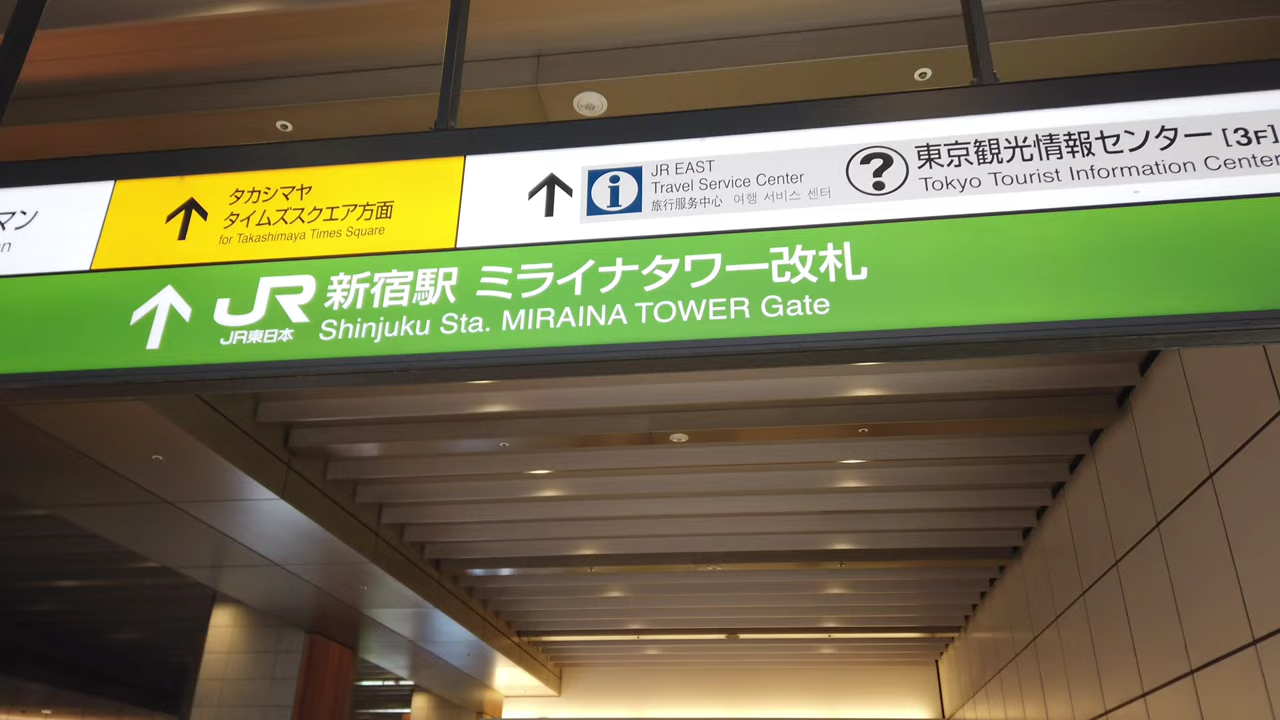 マン
タカシマヤ
タイムズスクエア方面
for Takashimaya Times Square
JR EAST
Travel Service Center
旅行服务中心 여행 서비스 센터
?
東京観光情報センター [3F]
Tokyo Tourist Information Center
JR 新宿駅 ミライナタワー改札
JR東日本
Shinjuku Sta. MIRAINA TOWER Gate